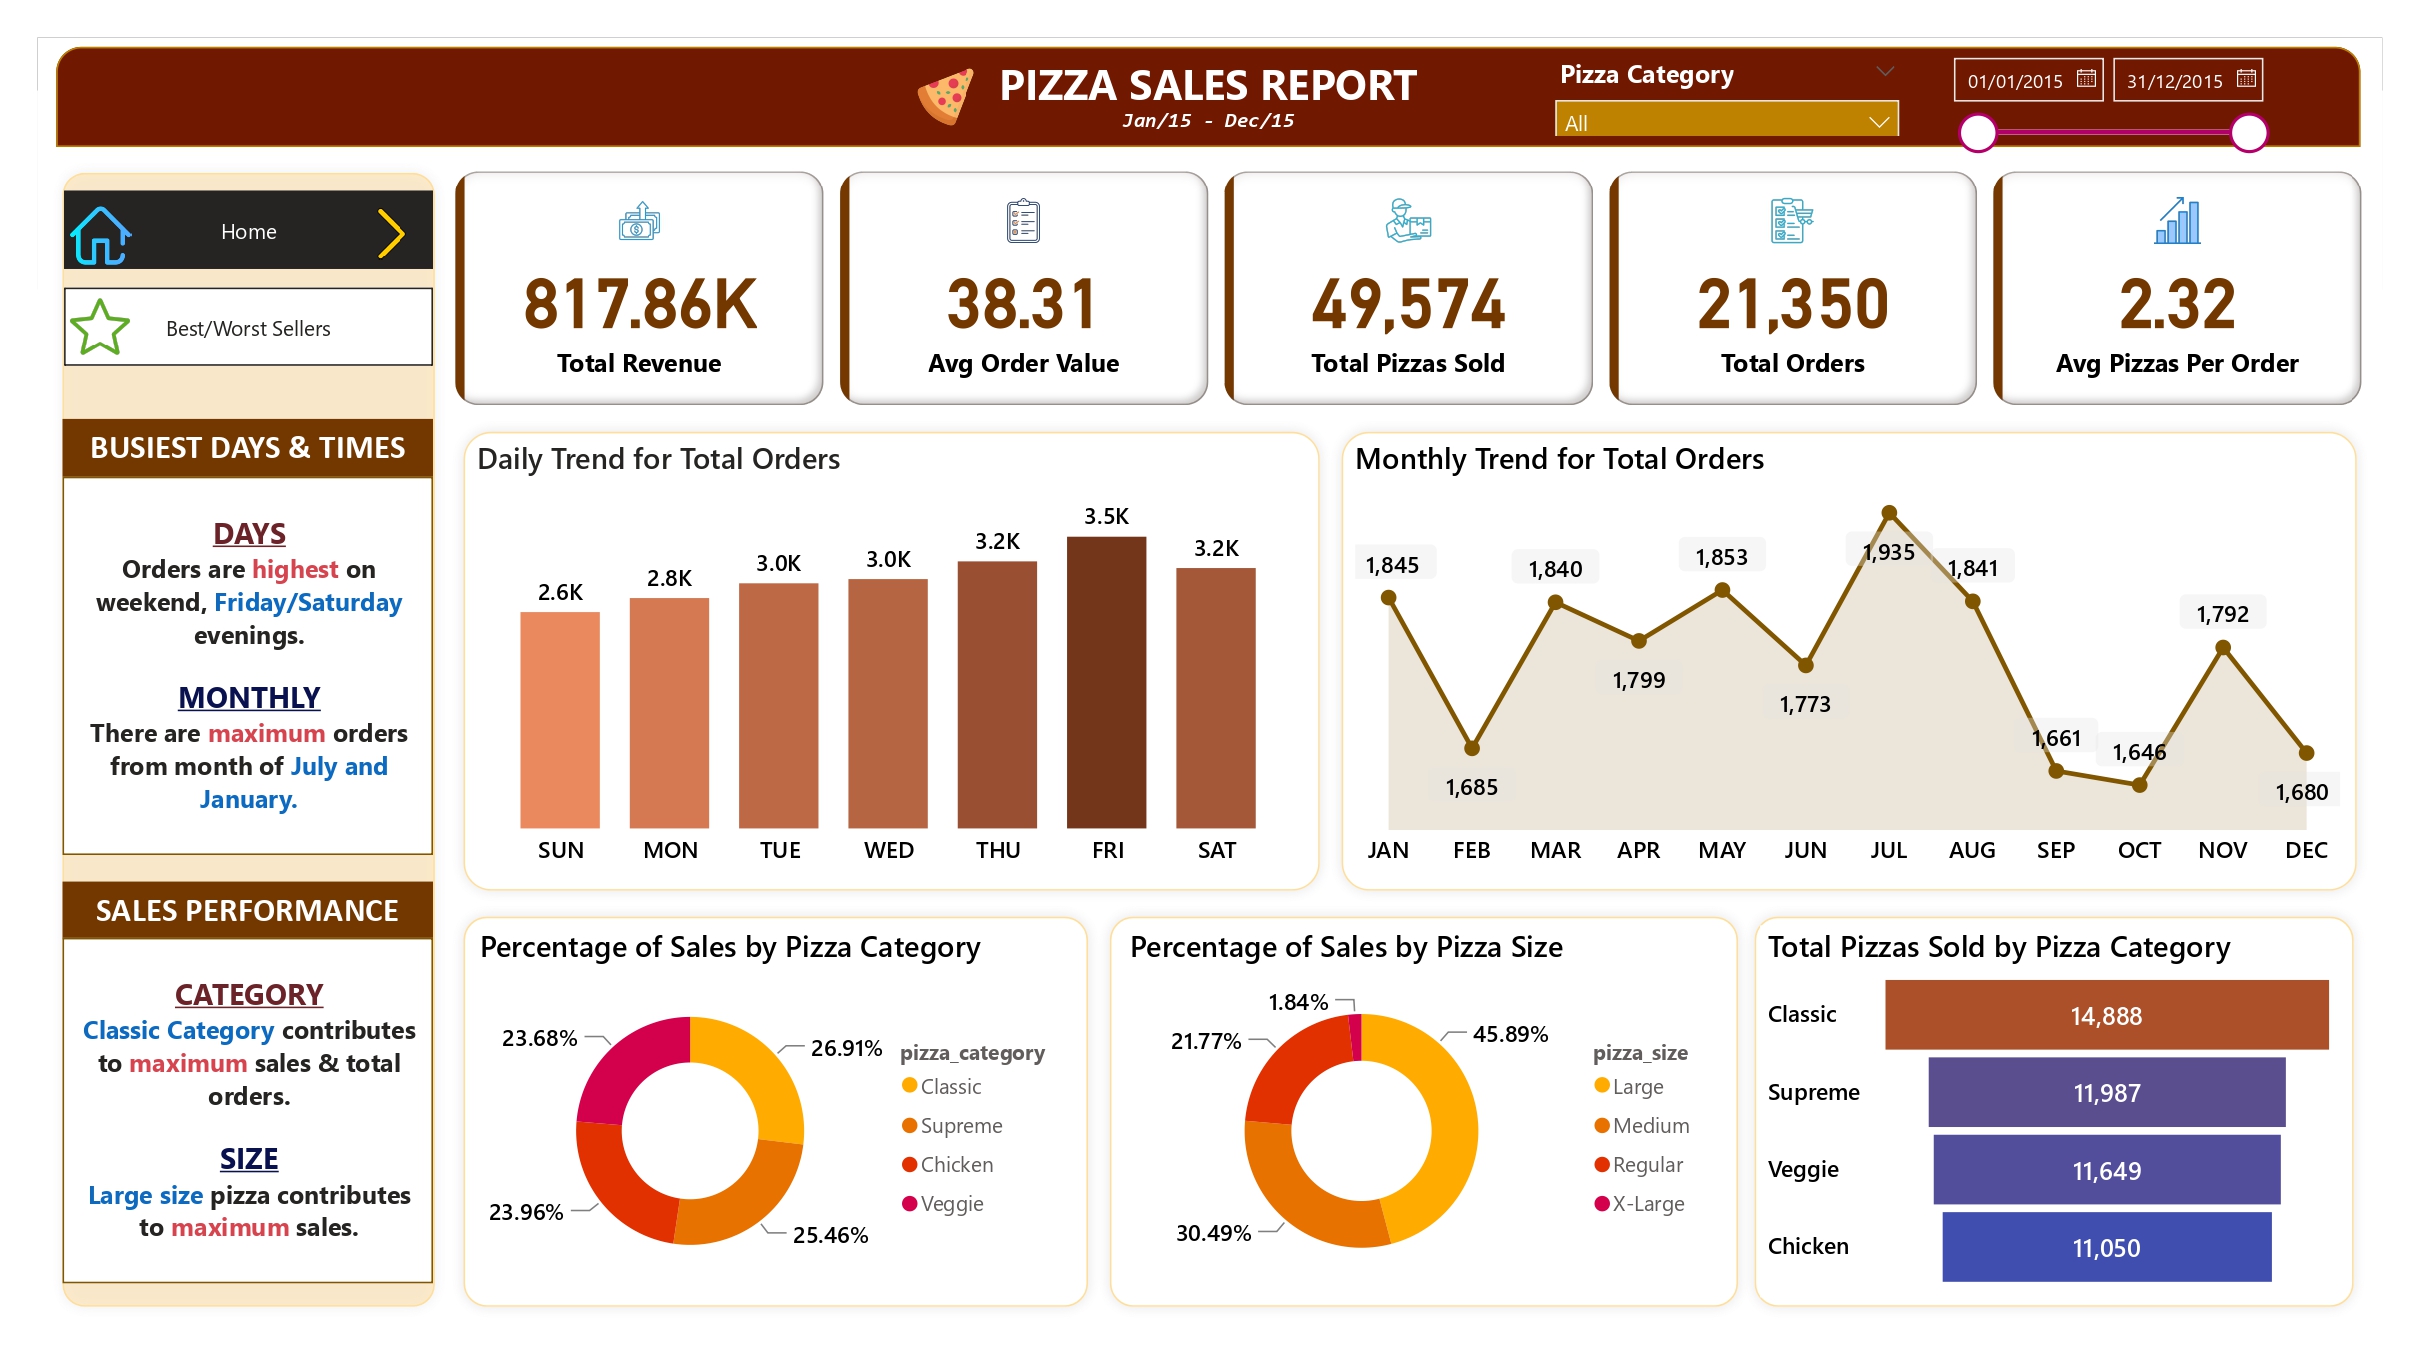 PIZZA SALES REPORT
Jan/15 - Dec/15
Pizza Category
All
01/01/2015
31/12/2015
Home
Best/Worst Sellers
BUSIEST DAYS & TIMES
DAYS
Orders are highest on
weekend, Friday/Saturday
evenings.
MONTHLY
There are maximum orders
from month of July and
January.
SALES PERFORMANCE
CATEGORY
Classic Category contributes
to maximum sales & total
orders.
SIZE
Large size pizza contributes
to maximum sales.
817.86K
Total Revenue
38.31
Avg Order Value
49,574
Total Pizzas Sold
21,350
Total Orders
2.32
Avg Pizzas Per Order
Daily Trend for Total Orders
2.6K
2.8K
3.0K
3.0K
3.2K
3.5K
3.2K
SUN MON TUE WED THU FRI SAT
Monthly Trend for Total Orders
1,845
1,685
1,840
1,799
1,853
1,773
1,935
1,841
1,661
1,646
1,792
1,680
JAN FEB MAR APR MAY JUN JUL AUG SEP OCT NOV DEC
Percentage of Sales by Pizza Category
23.68%
26.91%
23.96%
25.46%
pizza_category
Classic
Supreme
Chicken
Veggie
Percentage of Sales by Pizza Size
1.84%
21.77%
45.89%
30.49%
pizza_size
Large
Medium
Regular
X-Large
Total Pizzas Sold by Pizza Category
Classic 14,888
Supreme 11,987
Veggie 11,649
Chicken 11,050